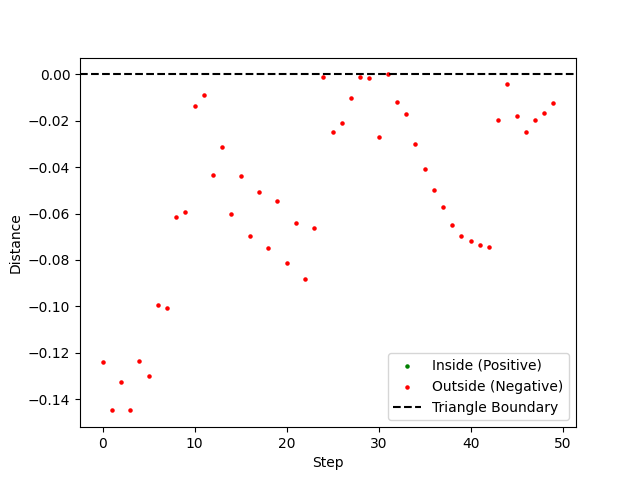 0.00
−0.02
−0.04
−0.06
−0.08
−0.10
−0.12
−0.14
Distance
0
10
20
30
40
50
Step
Inside (Positive)
Outside (Negative)
Triangle Boundary